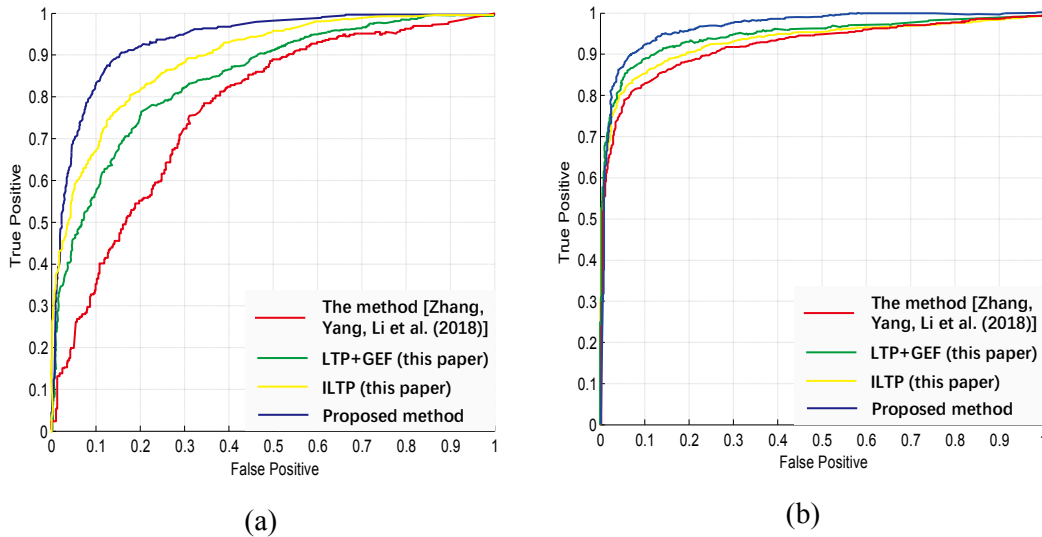 1
0.9
0.8
0.7
0.6
0.5
0.4
0.3
0.2
0.1
0
True Positive
0 0.1 0.2 0.3 0.4 0.5 0.6 0.7 0.8 0.9 1
False Positive
The method [Zhang,
Yang, Li et al. (2018)]
LTP+GEF (this paper)
ILTP (this paper)
Proposed method
(a)
1
0.9
0.8
0.7
0.6
0.5
0.4
0.3
0.2
0.1
0
True Positive
0 0.1 0.2 0.3 0.4 0.5 0.6 0.7 0.8 0.9 1
False Positive
The method [Zhang,
Yang, Li et al. (2018)]
LTP+GEF (this paper)
ILTP (this paper)
Proposed method
(b)